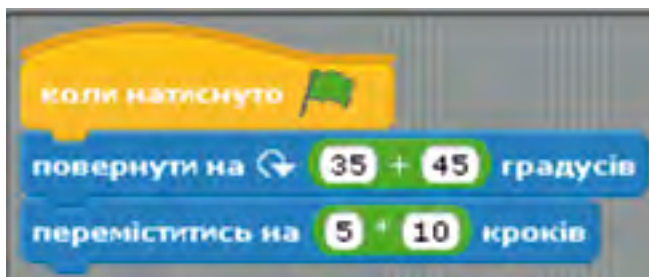 коли натиснуто
повернути на 35 + 45 градусів
переміститись на 5 * 10 кроків